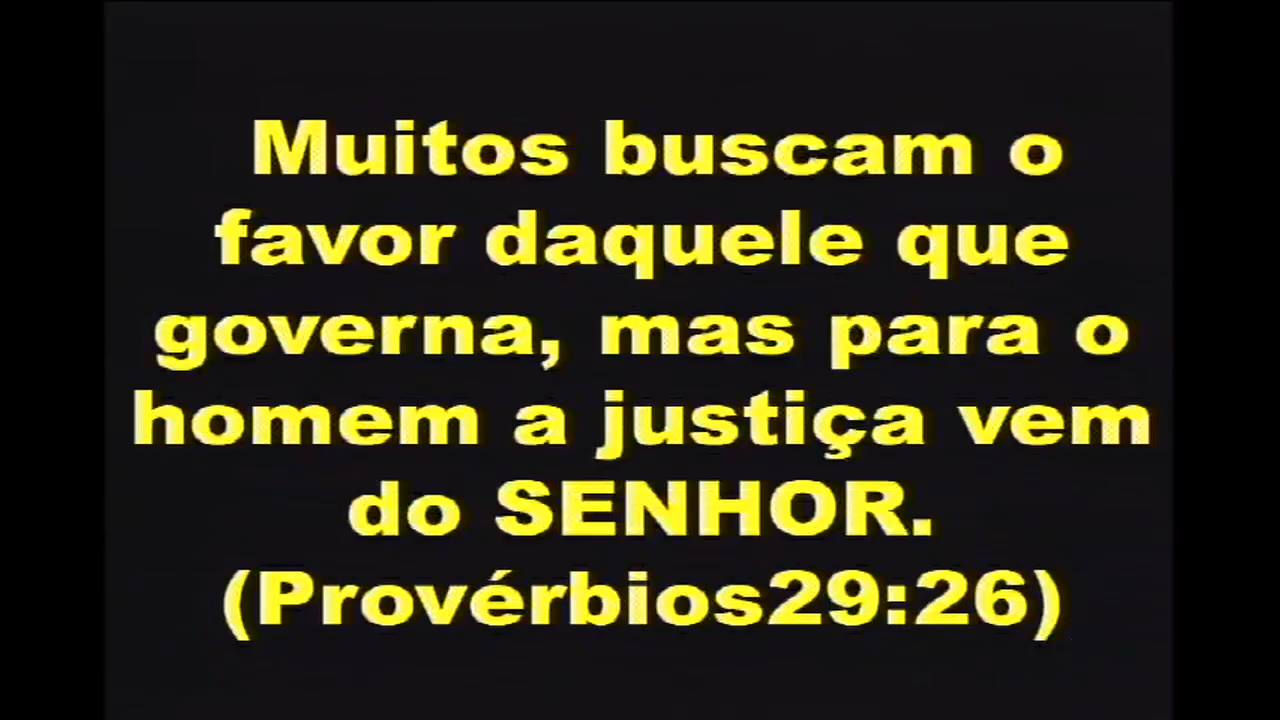 Muitos buscam o
favor daquele que
governa, mas para o
homem a justiça vem
do SENHOR.
(Provérbios29:26)